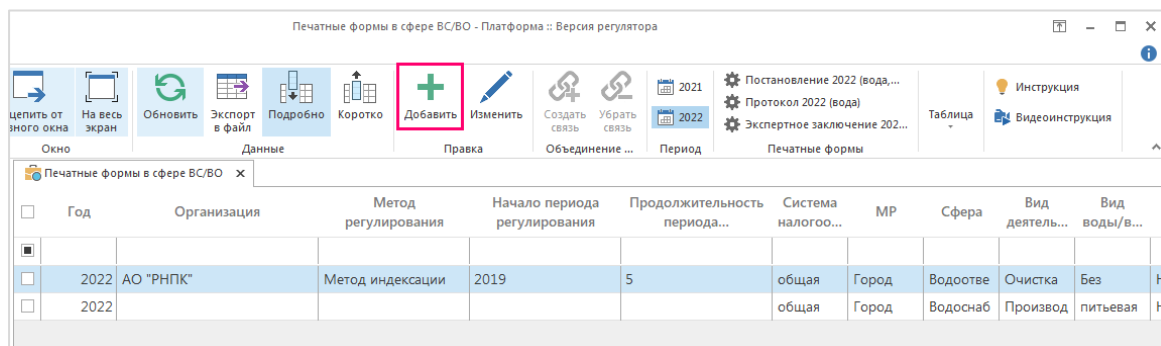 Печатные формы в сфере ВС/ВО - Платформа :: Версия регулятора
цепить от
вного окна
На весь
экран
Обновить
Экспорт
в файл
Подробно
Коротко
Добавить
Изменить
Создать
связь
Убрать
связь
2021
2022
Постановление 2022 (вода,...
Протокол 2022 (вода)
Экспертное заключение 202...
Таблица
Инструкция
Видеоинструкция
Окно
Данные
Правка
Объединение ...
Период
Печатные формы
Печатные формы в сфере ВС/ВО X
Год Организация Метод регулирования Начало периода регулирования Продолжительность периода... Система налогоо... МР Сфера Вид деятель... Вид воды/в...
2022 АО "РНПК" Метод индексации 2019 5 общая Город Водоотве Очистка Без
2022 общая Город Водоснаб Производ питьевая